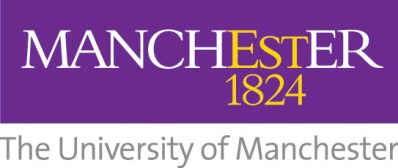 MANCHEsTER
1824
The University of Manchester